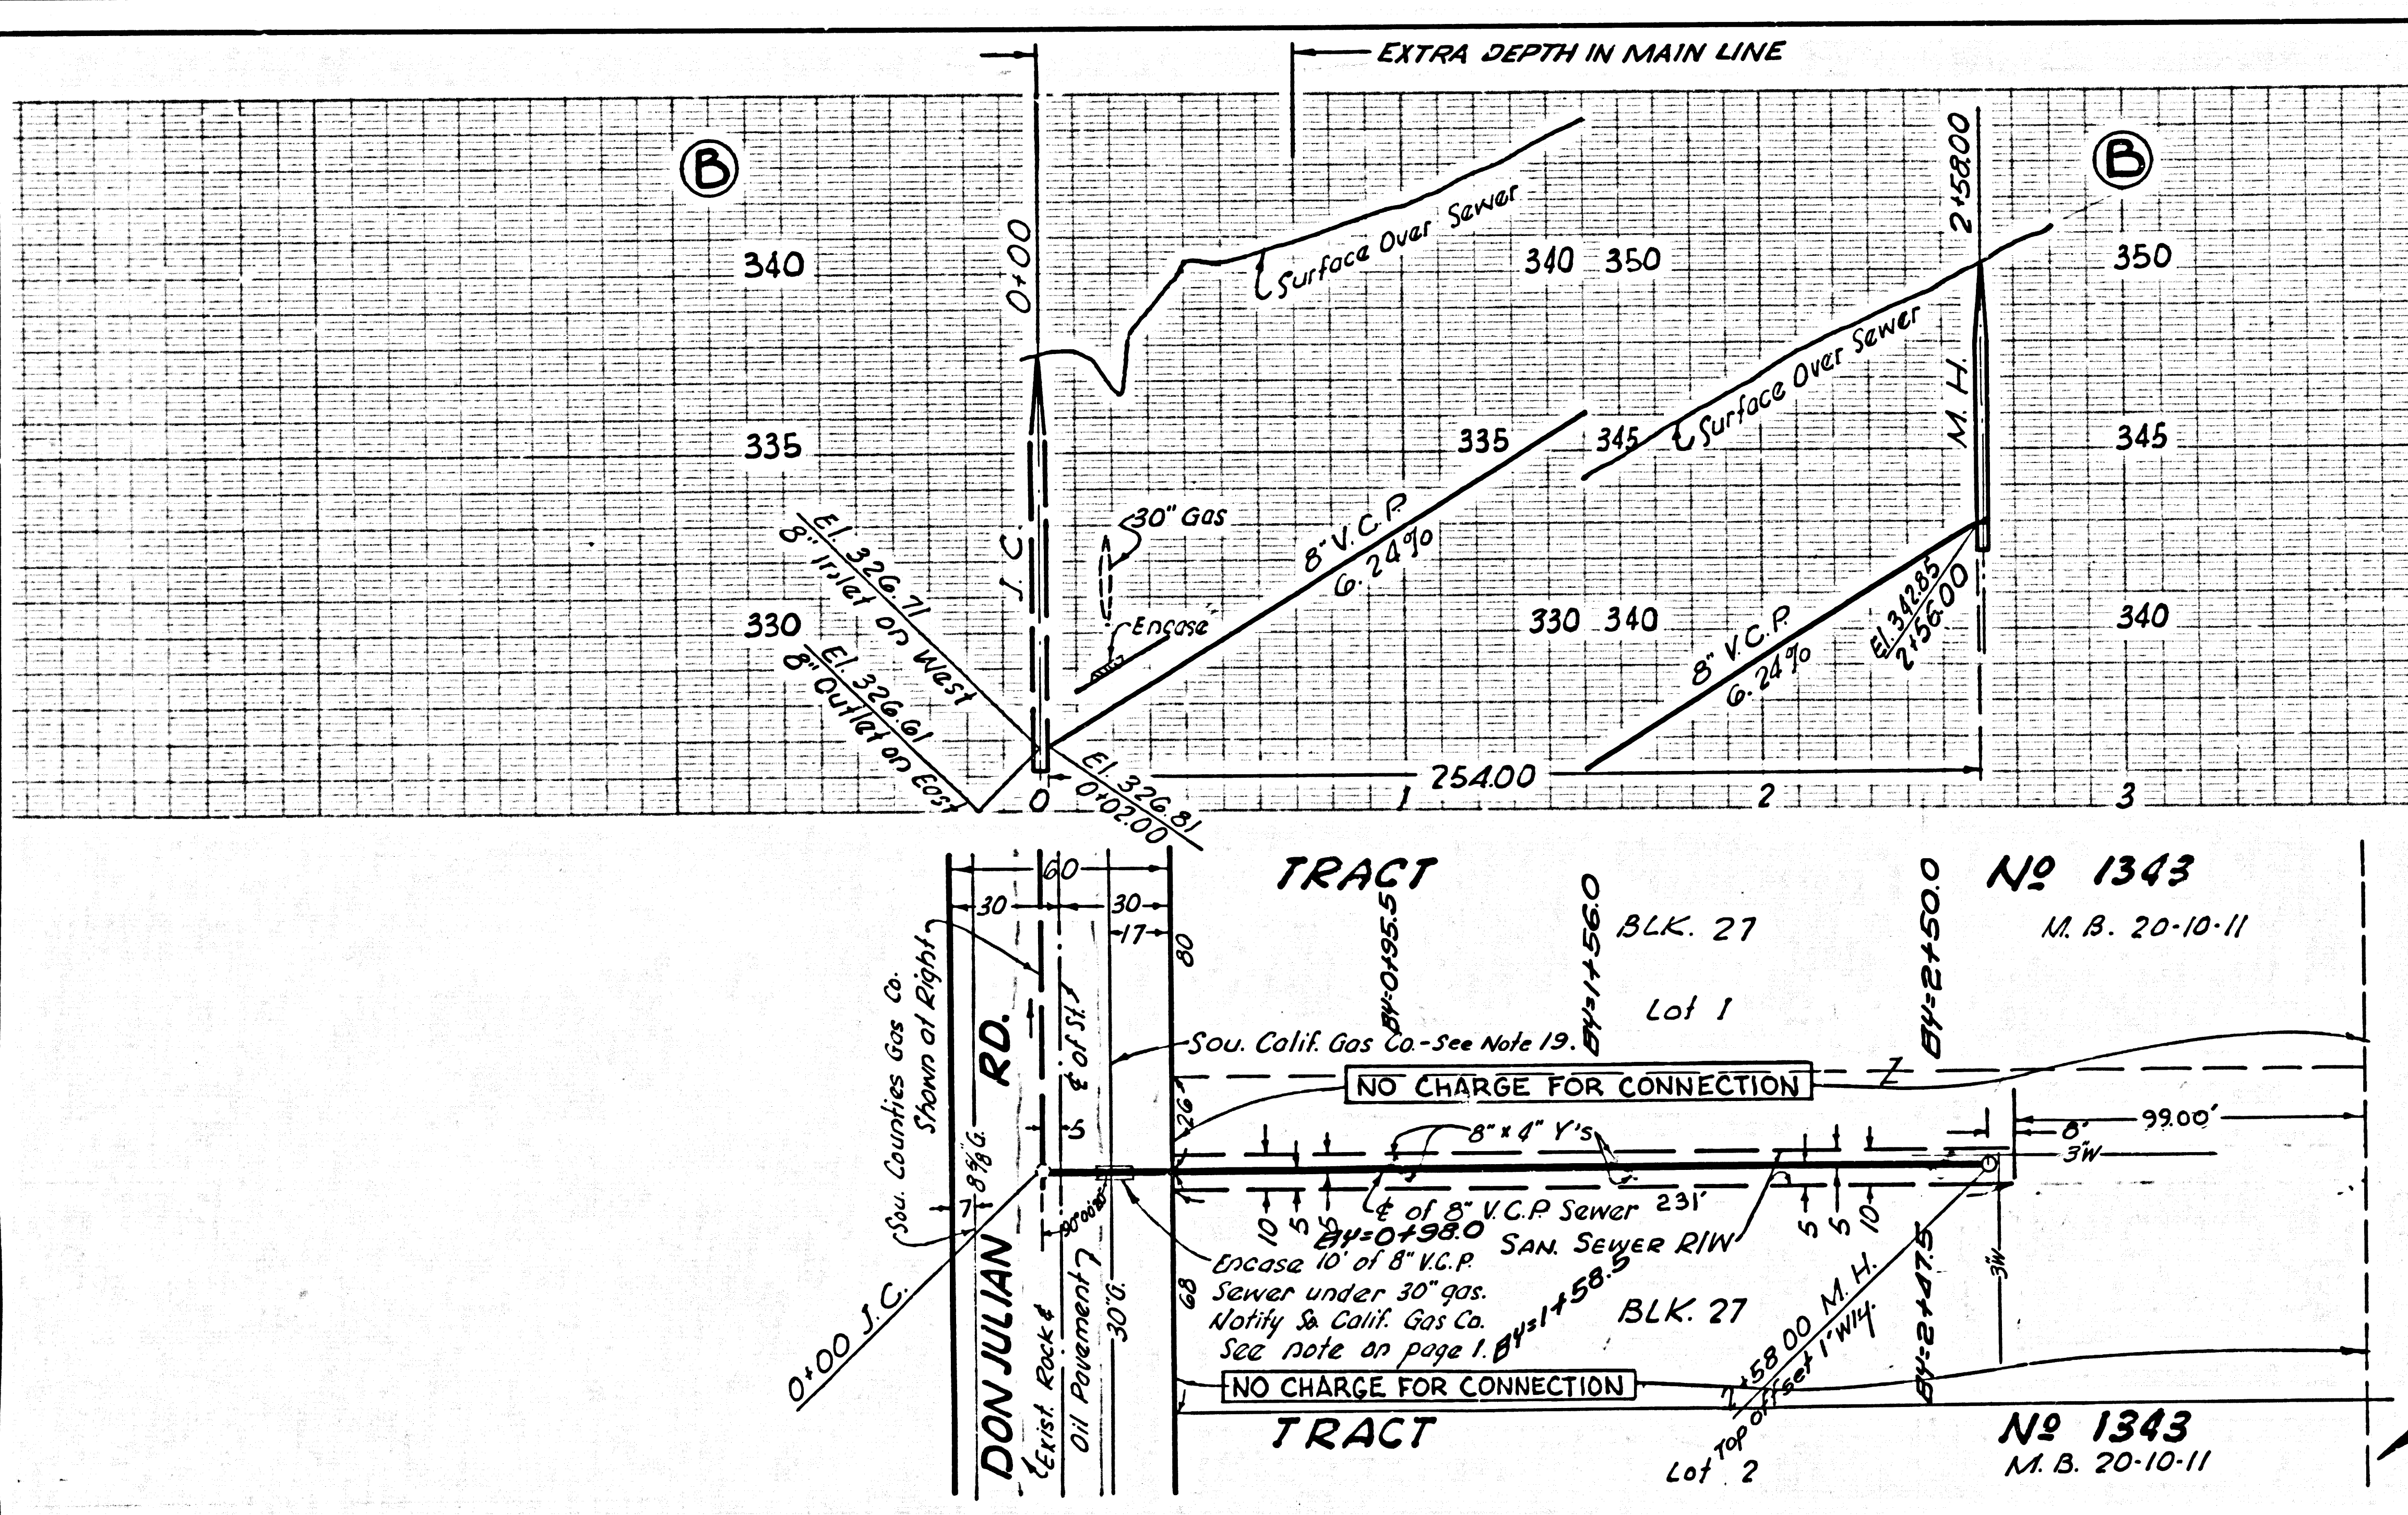 EXTRA DEPTH IN MAIN LINE
B
B
0+00
2+58.00
340
340
350
350
Surface Over Sewer
Surface Over Sewer
M. H.
335
335
345
345
J. C.
30" Gas
Encase
8" V.C.P.
6.24%
330
330
340
340
8" V.C.P.
6.24%
El. 342.85
2+56.00
El. 326.71
8" Inlet on West
El. 326.61
8" Outlet on East
El. 326.81
0+02.00
254.00
0
1
2
3
60
30
30
17
80
TRACT
Nº 1343
M. B. 20-10-11
BY=0+95.5
BY=1+56.0
BY=2+50.0
BLK. 27
Lot 1
Sou. Counties Gas Co.
Shown at Right
DON JULIAN RD.
¢ of St.
Sou. Calif. Gas Co.-See Note 19.
NO CHARGE FOR CONNECTION
26
5
7
8 5/8" G.
8" x 4" Y's
99.00'
8'
3"W
3"W
10
5
5
5
5
10
¢ of 8" V.C.P. Sewer
231'
BY=0+98.0
SAN. SEWER R/W
Encase 10' of 8" V.C.P.
Sewer under 30" gas.
Notify So. Calif. Gas Co.
See note on page 1.
BY=1+58.5
BLK. 27
BY=2+47.5
2+58.00 M. H.
Top offset 1' W'ly.
0+00 J.C.
Exist. Rock &
Oil Pavement
30"G.
68
NO CHARGE FOR CONNECTION
TRACT
Lot 2
Nº 1343
M. B. 20-10-11